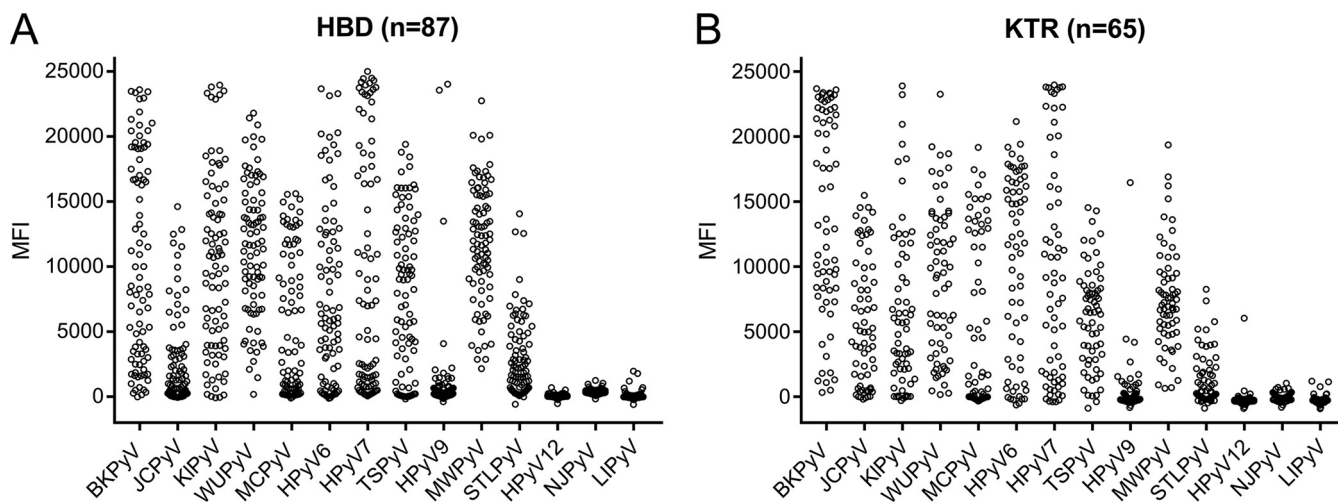 A
HBD (n=87)
MFI
25000
20000
15000
10000
5000
0
BKPyV
JCPyV
KIPyV
WUPyV
MCPyV
HPyV6
HPyV7
TSPyV
HPyV9
MWPyV
STLPyV
HPyV12
NJPyV
LIPyV
B
KTR (n=65)
MFI
25000
20000
15000
10000
5000
0
BKPyV
JCPyV
KIPyV
WUPyV
MCPyV
HPyV6
HPyV7
TSPyV
HPyV9
MWPyV
STLPyV
HPyV12
NJPyV
LIPyV